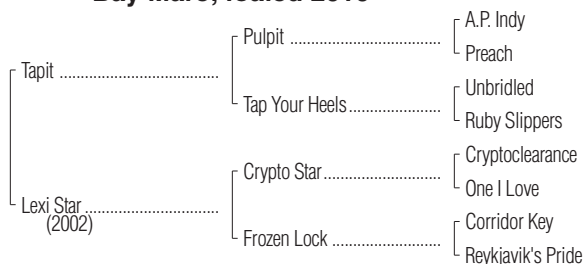 Bay Mare, foaled
A.P. Indy
Pulpit ........................................
Preach
Tapit ..........................................
Unbridled
Tap Your Heels........................
Ruby Slippers
Cryptoclearance
Crypto Star..............................
One I Love
Lexi Star ...................................
(2002)
Corridor Key
Frozen Lock ............................
Reykjavik's Pride